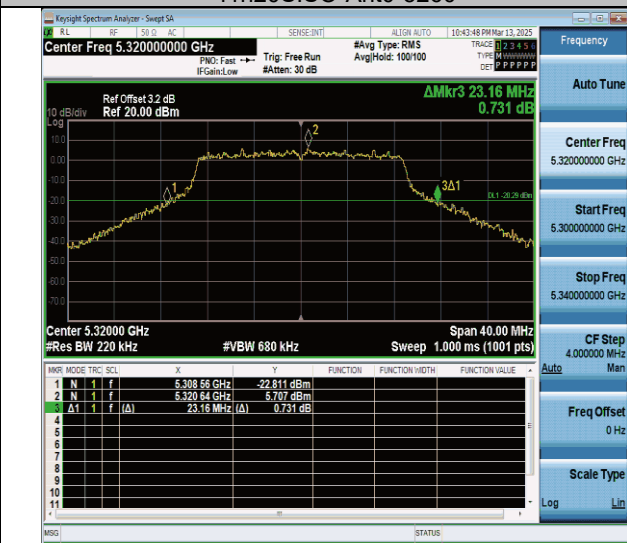 Keysight Spectrum Analyzer - Swept SA
RL RF 50 Ω AC SENSE:INT ALIGN AUTO 10:43:48 PM Mar 13, 2025
Center Freq 5.320000000 GHz
PNO: Fast
IFGain:Low
Trig: Free Run
#Atten: 30 dB
#Avg Type: RMS
Avg|Hold: 100/100
TRACE 1 2 3 4 5 6
TYPE MWWWWW
DET P P P P P P
Frequency
Auto Tune
Center Freq
5.320000000 GHz
Start Freq
5.300000000 GHz
Stop Freq
5.340000000 GHz
CF Step
4.000000 MHz
Auto Man
Freq Offset
0 Hz
Scale Type
Log Lin
Ref Offset 3.2 dB
10 dB/div Ref 20.00 dBm
ΔMkr3 23.16 MHz
0.731 dB
Log
10.0
0.00
-10.0
-20.0
-30.0
-40.0
-50.0
-60.0
-70.0
1
2
3Δ1
Center 5.32000 GHz Span 40.00 MHz
#Res BW 220 kHz #VBW 680 kHz Sweep 1.000 ms (1001 pts)
MKR MODE TRC SCL X Y FUNCTION FUNCTION WIDTH FUNCTION VALUE
1 N 1 f 5.308 56 GHz -22.811 dBm
2 N 1 f 5.320 64 GHz 5.707 dBm
3 Δ1 1 f (Δ) 23.16 MHz (Δ) 0.731 dB
4
5
6
7
8
9
10
11
MSG STATUS